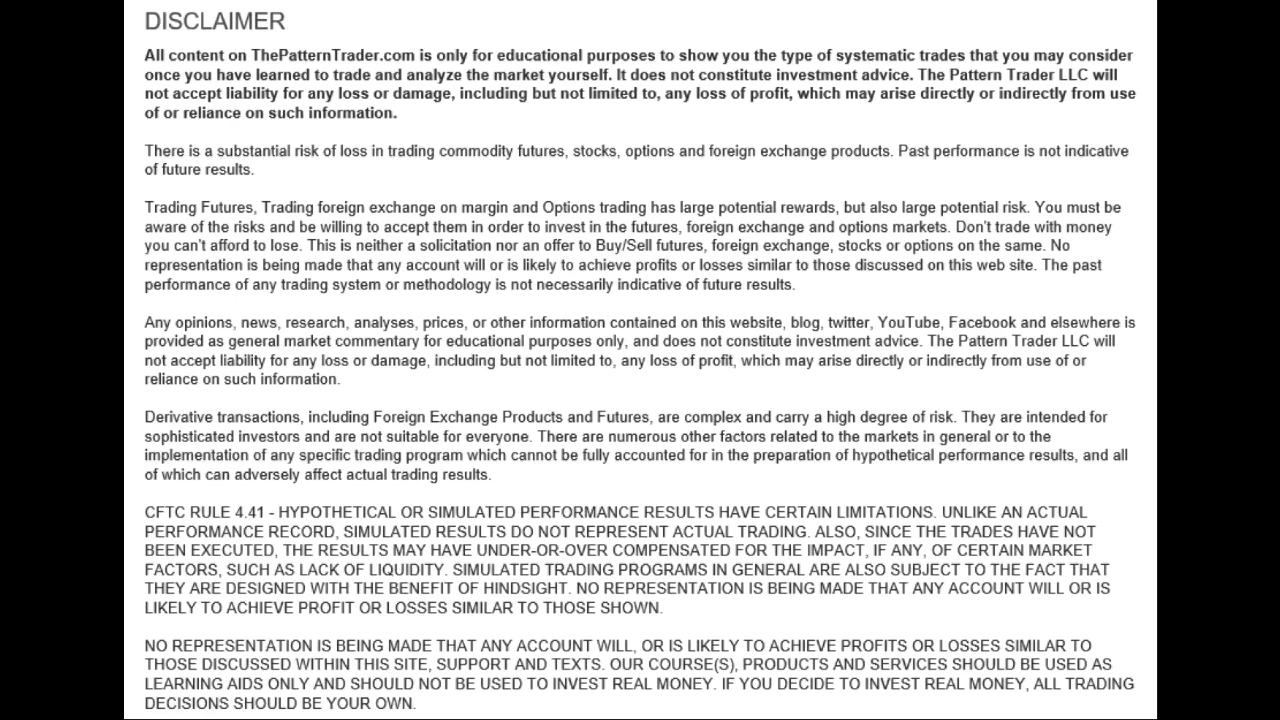 DISCLAIMER
All content on ThePatternTrader.com is only for educational purposes to show you the type of systematic trades that you may consider
once you have learned to trade and analyze the market yourself. It does not constitute investment advice. The Pattern Trader LLC will
not accept liability for any loss or damage, including but not limited to, any loss of profit, which may arise directly or indirectly from use
of or reliance on such information.
There is a substantial risk of loss in trading commodity futures, stocks, options and foreign exchange products. Past performance is not indicative
of future results.
Trading Futures, Trading foreign exchange on margin and Options trading has large potential rewards, but also large potential risk. You must be
aware of the risks and be willing to accept them in order to invest in the futures, foreign exchange and options markets. Don't trade with money
you can't afford to lose. This is neither a solicitation nor an offer to Buy/Sell futures, foreign exchange, stocks or options on the same. No
representation is being made that any account will or is likely to achieve profits or losses similar to those discussed on this web site. The past
performance of any trading system or methodology is not necessarily indicative of future results.
Any opinions, news, research, analyses, prices, or other information contained on this website, blog, twitter, YouTube, Facebook and elsewhere is
provided as general market commentary for educational purposes only, and does not constitute investment advice. The Pattern Trader LLC will
not accept liability for any loss or damage, including but not limited to, any loss of profit, which may arise directly or indirectly from use of or
reliance on such information.
Derivative transactions, including Foreign Exchange Products and Futures, are complex and carry a high degree of risk. They are intended for
sophisticated investors and are not suitable for everyone. There are numerous other factors related to the markets in general or to the
implementation of any specific trading program which cannot be fully accounted for in the preparation of hypothetical performance results, and all
of which can adversely affect actual trading results.
CFTC RULE 4.41 - HYPOTHETICAL OR SIMULATED PERFORMANCE RESULTS HAVE CERTAIN LIMITATIONS. UNLIKE AN ACTUAL
PERFORMANCE RECORD, SIMULATED RESULTS DO NOT REPRESENT ACTUAL TRADING. ALSO, SINCE THE TRADES HAVE NOT
BEEN EXECUTED, THE RESULTS MAY HAVE UNDER-OR-OVER COMPENSATED FOR THE IMPACT, IF ANY, OF CERTAIN MARKET
FACTORS, SUCH AS LACK OF LIQUIDITY. SIMULATED TRADING PROGRAMS IN GENERAL ARE ALSO SUBJECT TO THE FACT THAT
THEY ARE DESIGNED WITH THE BENEFIT OF HINDSIGHT. NO REPRESENTATION IS BEING MADE THAT ANY ACCOUNT WILL OR IS
LIKELY TO ACHIEVE PROFIT OR LOSSES SIMILAR TO THOSE SHOWN.
NO REPRESENTATION IS BEING MADE THAT ANY ACCOUNT WILL, OR IS LIKELY TO ACHIEVE PROFITS OR LOSSES SIMILAR TO
THOSE DISCUSSED WITHIN THIS SITE, SUPPORT AND TEXTS. OUR COURSE(S), PRODUCTS AND SERVICES SHOULD BE USED AS
LEARNING AIDS ONLY AND SHOULD NOT BE USED TO INVEST REAL MONEY. IF YOU DECIDE TO INVEST REAL MONEY, ALL TRADING
DECISIONS SHOULD BE YOUR OWN.